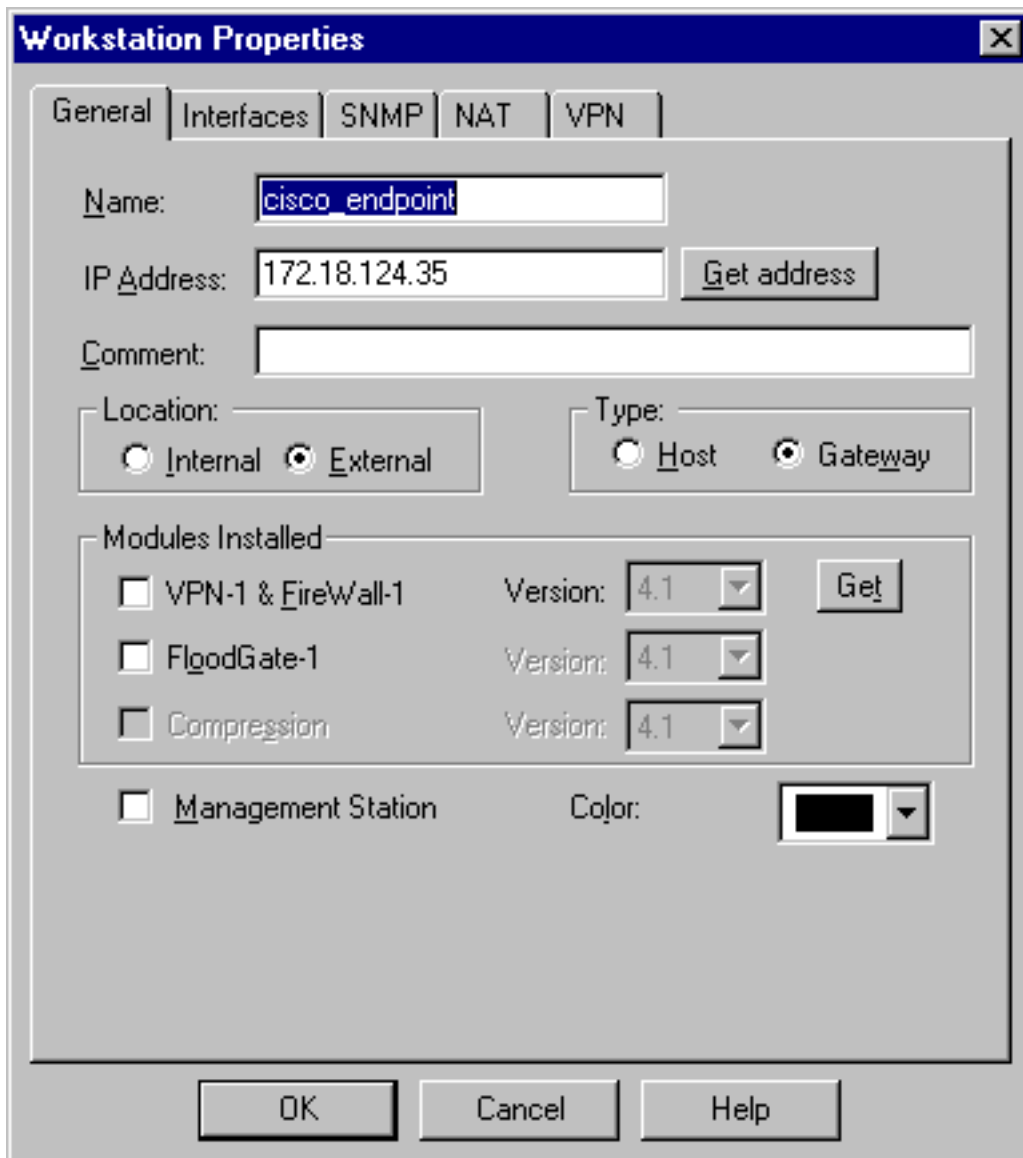 Workstation Properties
General Interfaces SNMP NAT VPN
Name: cisco_endpoint
IP Address: 172.18.124.35 Get address
Comment:
Location: Type:
Internal External Host Gateway
Modules Installed
VPN-1 & FireWall-1 Version: 4.1 Get
FloodGate-1 Version: 4.1
Compression Version: 4.1
Management Station Color:
OK Cancel Help